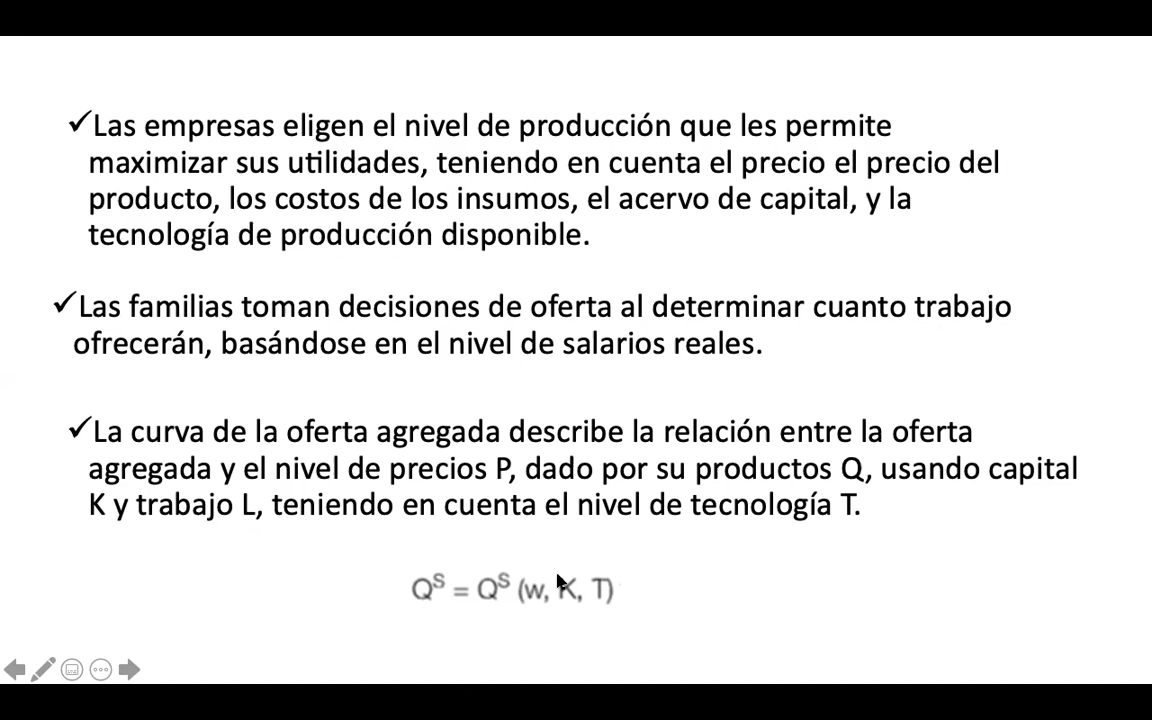 ✓Las empresas eligen el nivel de producción que les permite
maximizar sus utilidades, teniendo en cuenta el precio el precio del
producto, los costos de los insumos, el acervo de capital, y la
tecnología de producción disponible.
✓Las familias toman decisiones de oferta al determinar cuanto trabajo
ofrecerán, basándose en el nivel de salarios reales.
✓La curva de la oferta agregada describe la relación entre la oferta
agregada y el nivel de precios P, dado por su productos Q, usando capital
K y trabajo L, teniendo en cuenta el nivel de tecnología T.
Qˢ = Qˢ (w, K, T)